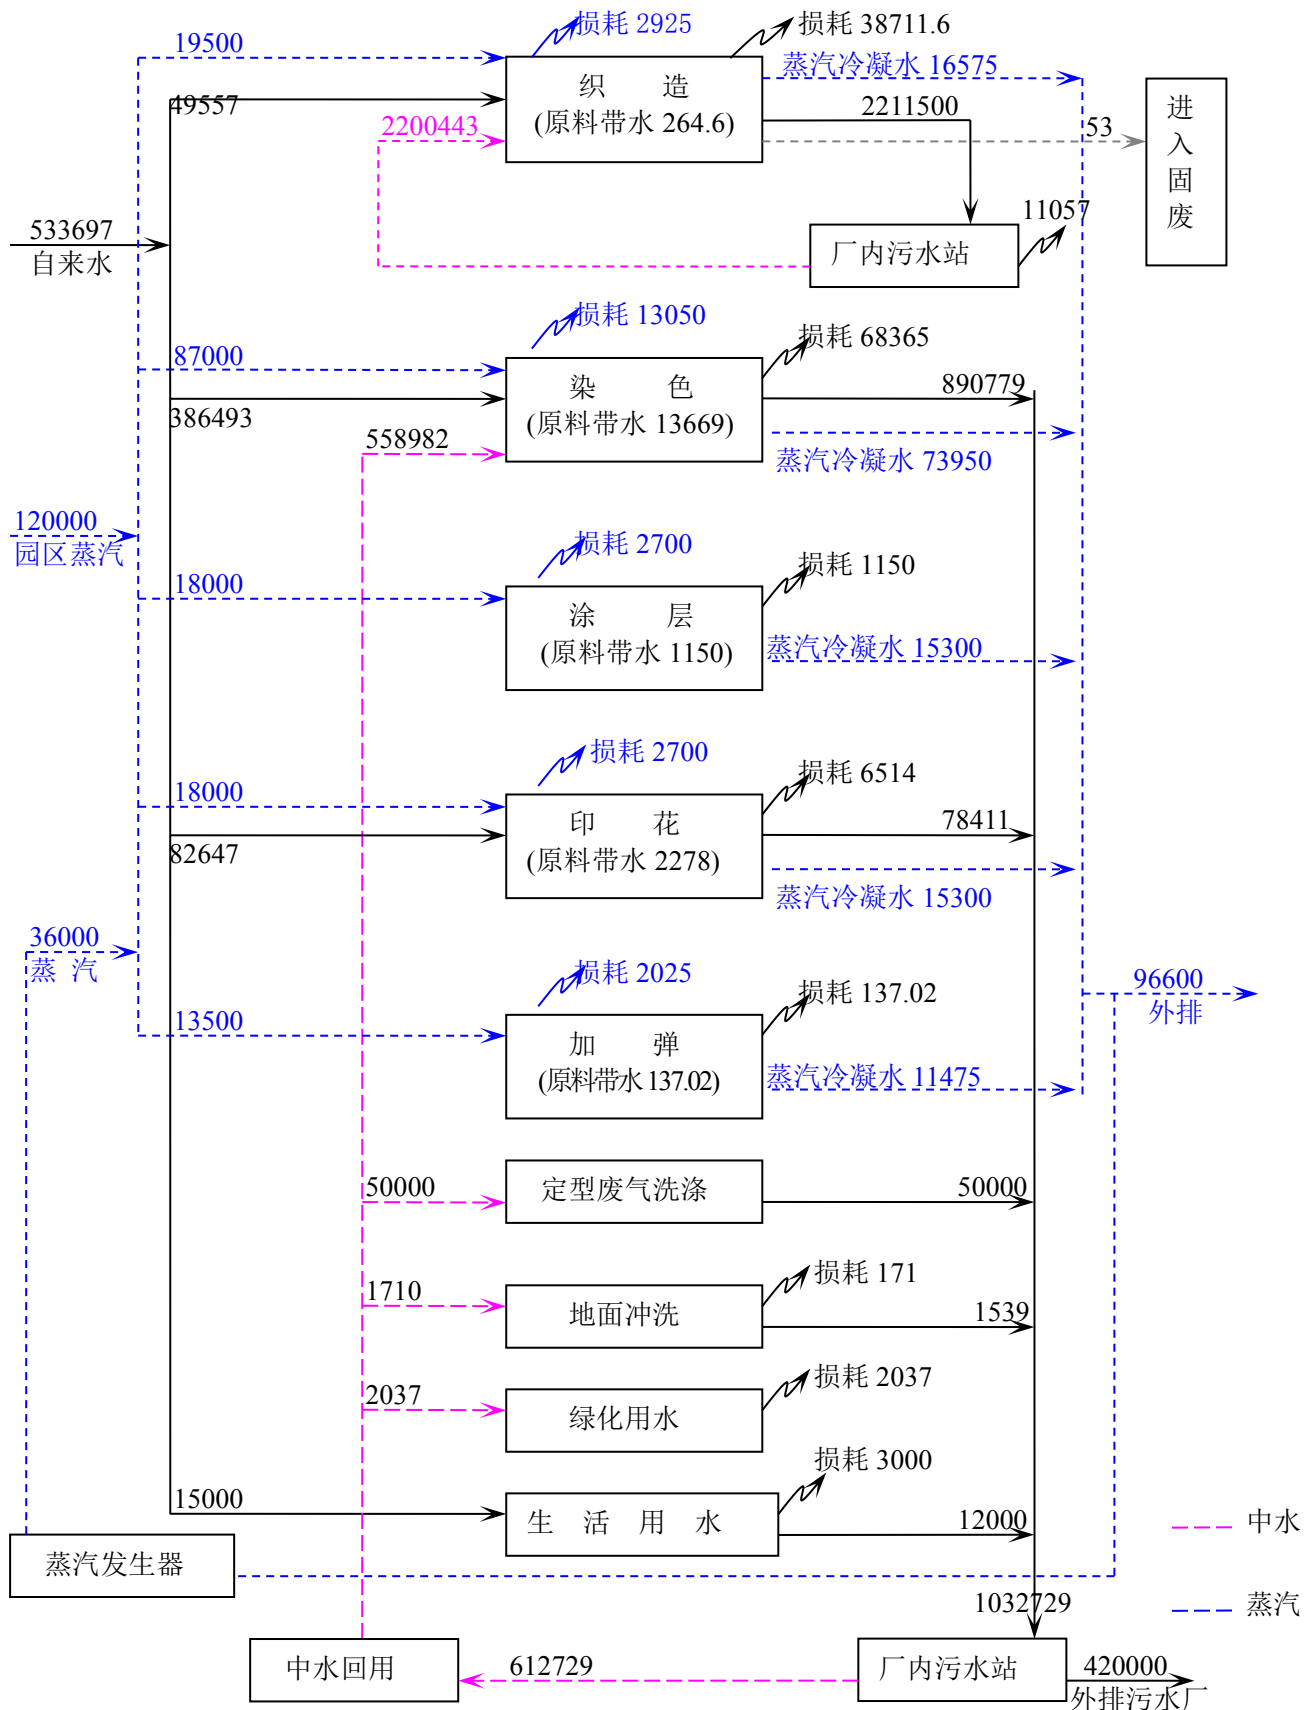 损耗 2925
损耗 38711.6
19500
蒸汽冷凝水 16575
织 造
(原料带水 264.6)
49557
2211500
2200443
53
进入固废
11057
533697
自来水
厂内污水站
损耗 13050
损耗 68365
87000
染 色
(原料带水 13669)
890779
386493
558982
蒸汽冷凝水 73950
120000
园区蒸汽
损耗 2700
损耗 1150
18000
涂 层
(原料带水 1150)
蒸汽冷凝水 15300
损耗 2700
损耗 6514
18000
印 花
(原料带水 2278)
78411
82647
蒸汽冷凝水 15300
36000
蒸 汽
损耗 2025
损耗 137.02
96600
外排
13500
加 弹
(原料带水 137.02)
蒸汽冷凝水 11475
50000
定型废气洗涤
50000
损耗 171
1710
地面冲洗
1539
损耗 2037
2037
绿化用水
损耗 3000
15000
生 活 用 水
12000
中水
蒸汽发生器
1032729
蒸汽
中水回用
612729
厂内污水站
420000
外排污水厂